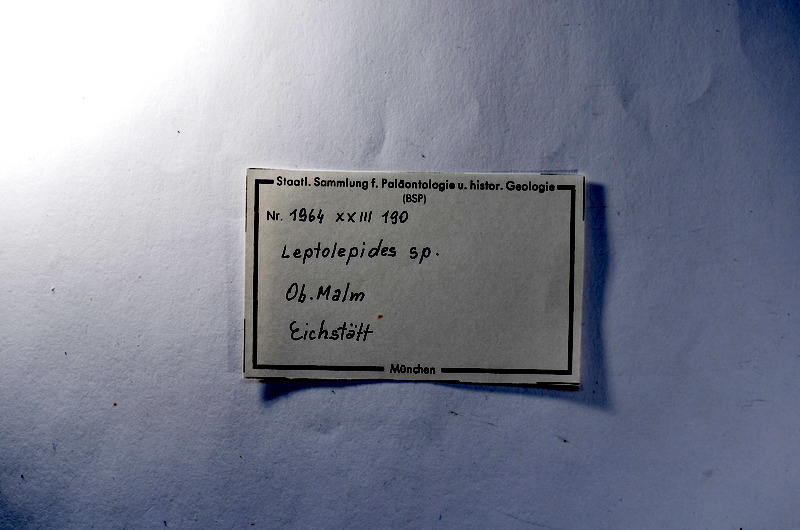 Staatl. Sammlung f. Paläontologie u. histor. Geologie
(BSP)
Nr. 1964 XXIII 190
Leptolepides sp.
Ob. Malm
Eichstätt
München